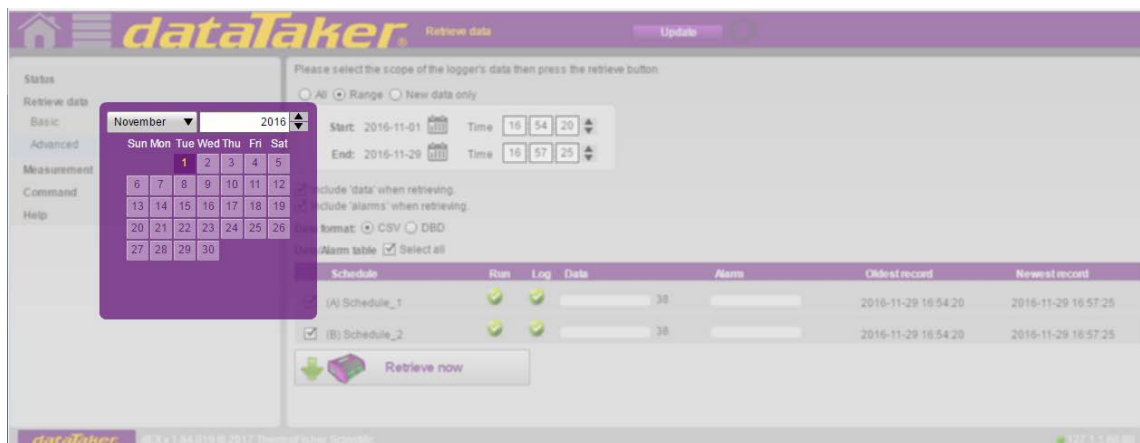 dataTaker
Retrieve data
Update
Status
Retrieve data
Basic
Advanced
Measurement
Command
Help
November 2016
Sun Mon Tue Wed Thu Fri Sat
1 2 3 4 5
6 7 8 9 10 11 12
13 14 15 16 17 18 19
20 21 22 23 24 25 26
27 28 29 30
Please select the scope of the logger's data then press the retrieve button
All Range New data only
Start: 2016-11-01 Time 16 54 20
End: 2016-11-29 Time 16 57 25
Include 'data' when retrieving.
include 'alarms' when retrieving.
format: CSV DBD
Alarm table Select all
Schedule Run Log Data Alarm Oldest record Newest record
(A) Schedule_1 38 2016-11-29 16:54:20 2016-11-29 16:57:25
(B) Schedule_2 38 2016-11-29 16:54:20 2016-11-29 16:57:25
Retrieve now
dataTaker